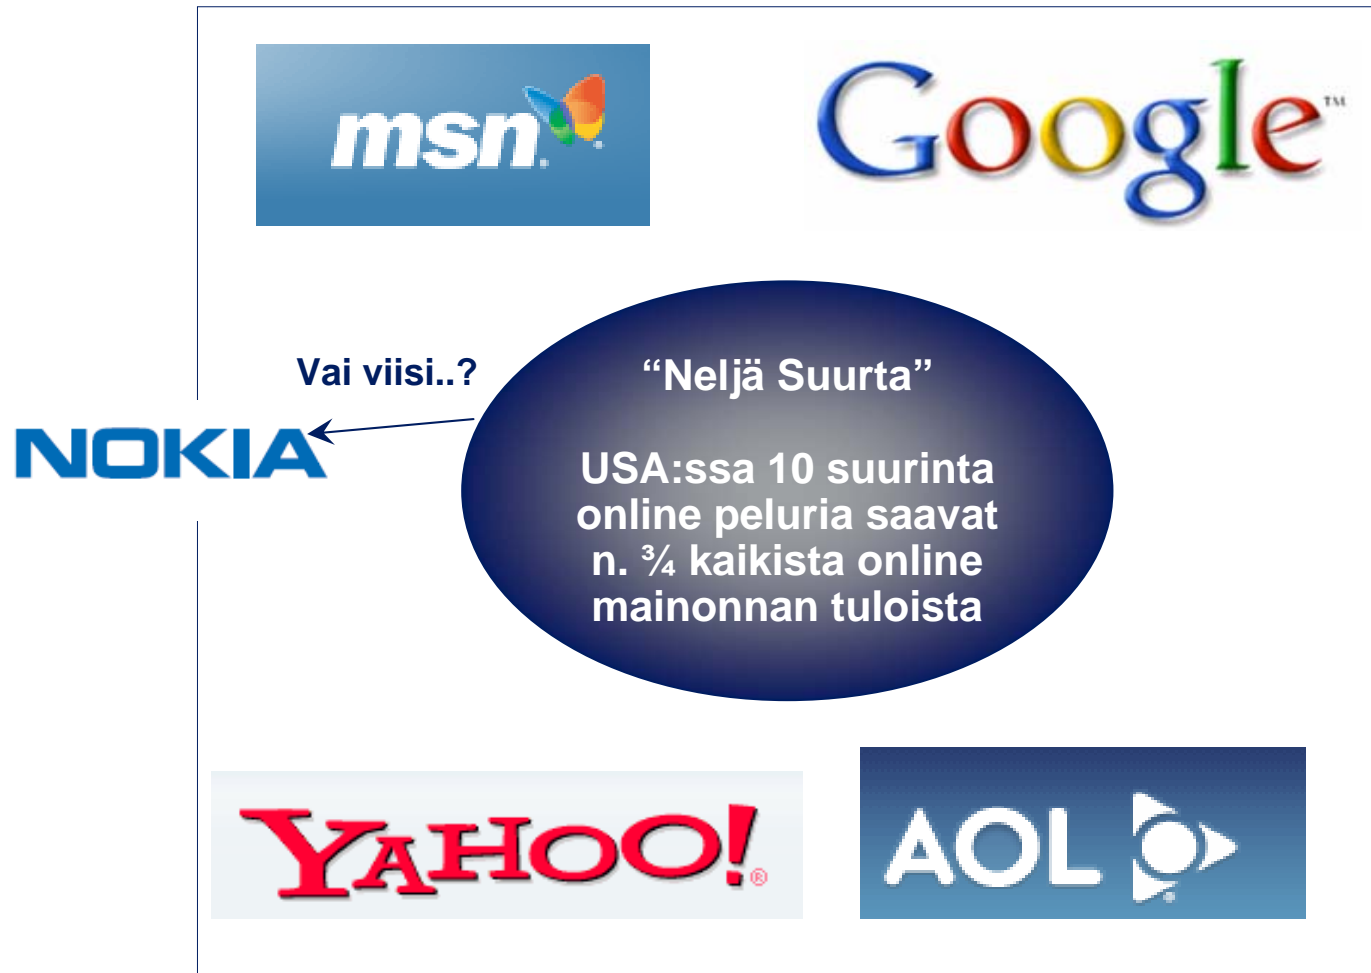 msn
Google™
Vai viisi..?
NOKIA
“Neljä Suurta”
USA:ssa 10 suurinta
online peluria saavat
n. ¾ kaikista online
mainonnan tuloista
YAHOO!®
AOL